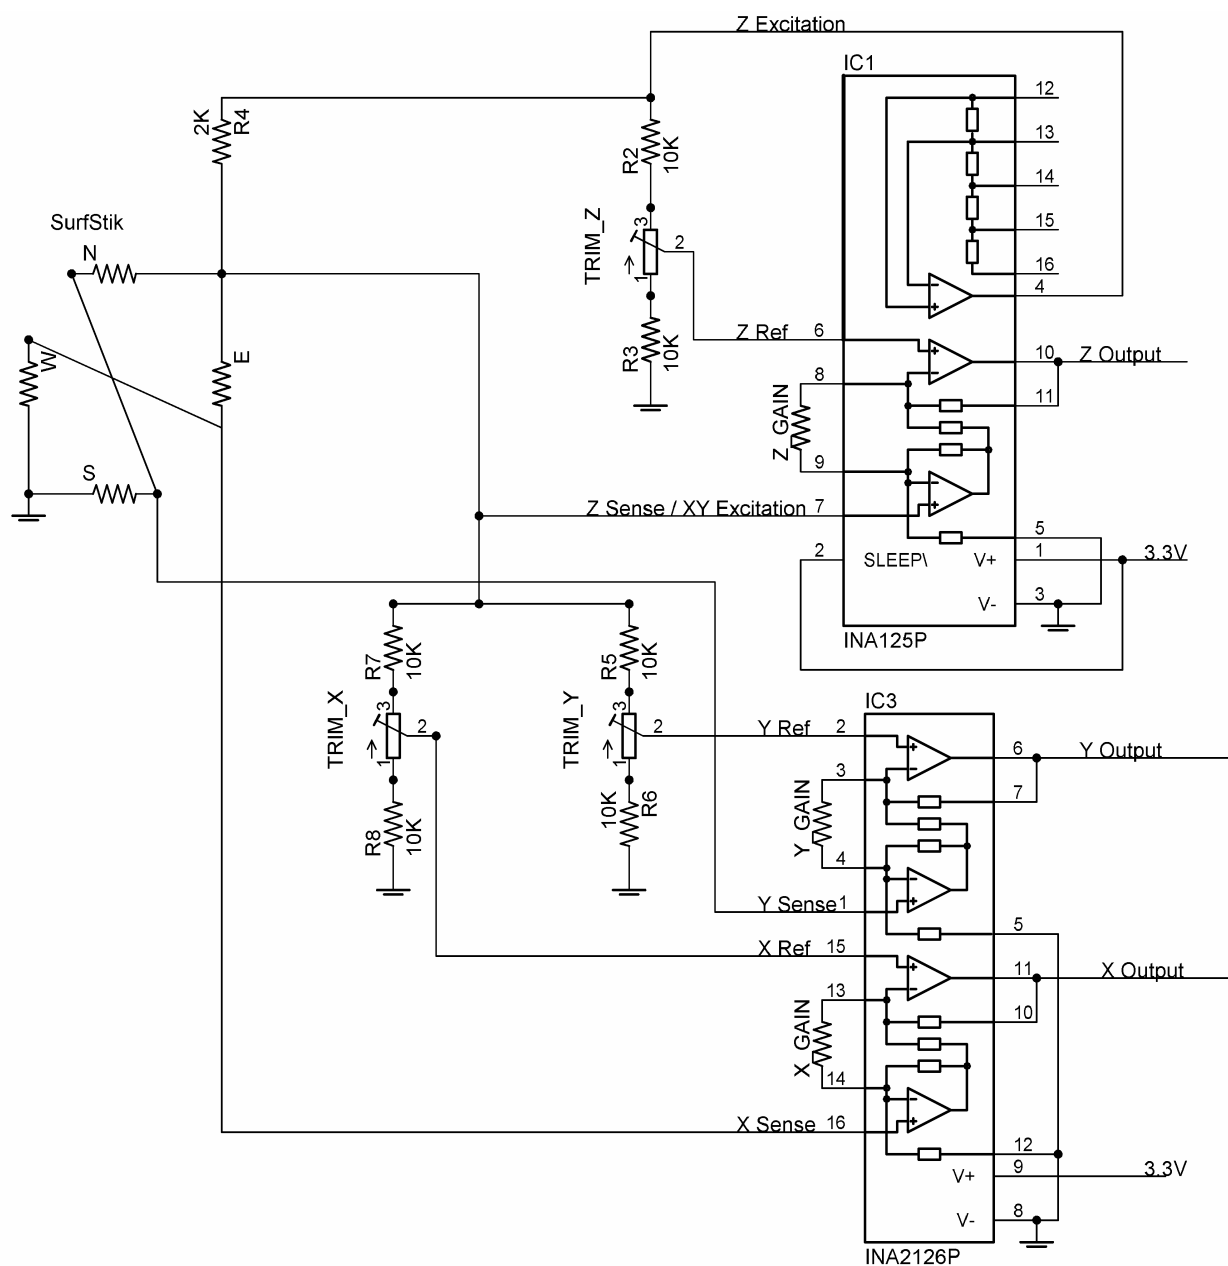 Z Excitation
IC1
2K
R4
R2
10K
12
13
14
15
16
4
SurfStik
N
TRIM_Z
3
2
1
Z Ref
6
10
Z Output
W
E
R3
10K
8
11
Z_GAIN
S
9
Z Sense / XY Excitation
7
5
2
SLEEP\
V+
1
3.3V
V-
3
INA125P
R7
10K
R5
10K
IC3
TRIM_X
3
2
1
TRIM_Y
3
2
1
Y Ref
2
6
Y Output
3
7
Y_GAIN
R8
10K
10K
R6
4
Y Sense
1
5
X Ref
15
11
X Output
13
10
X_GAIN
14
X Sense
16
12
V+
9
3.3V
V-
8
INA2126P